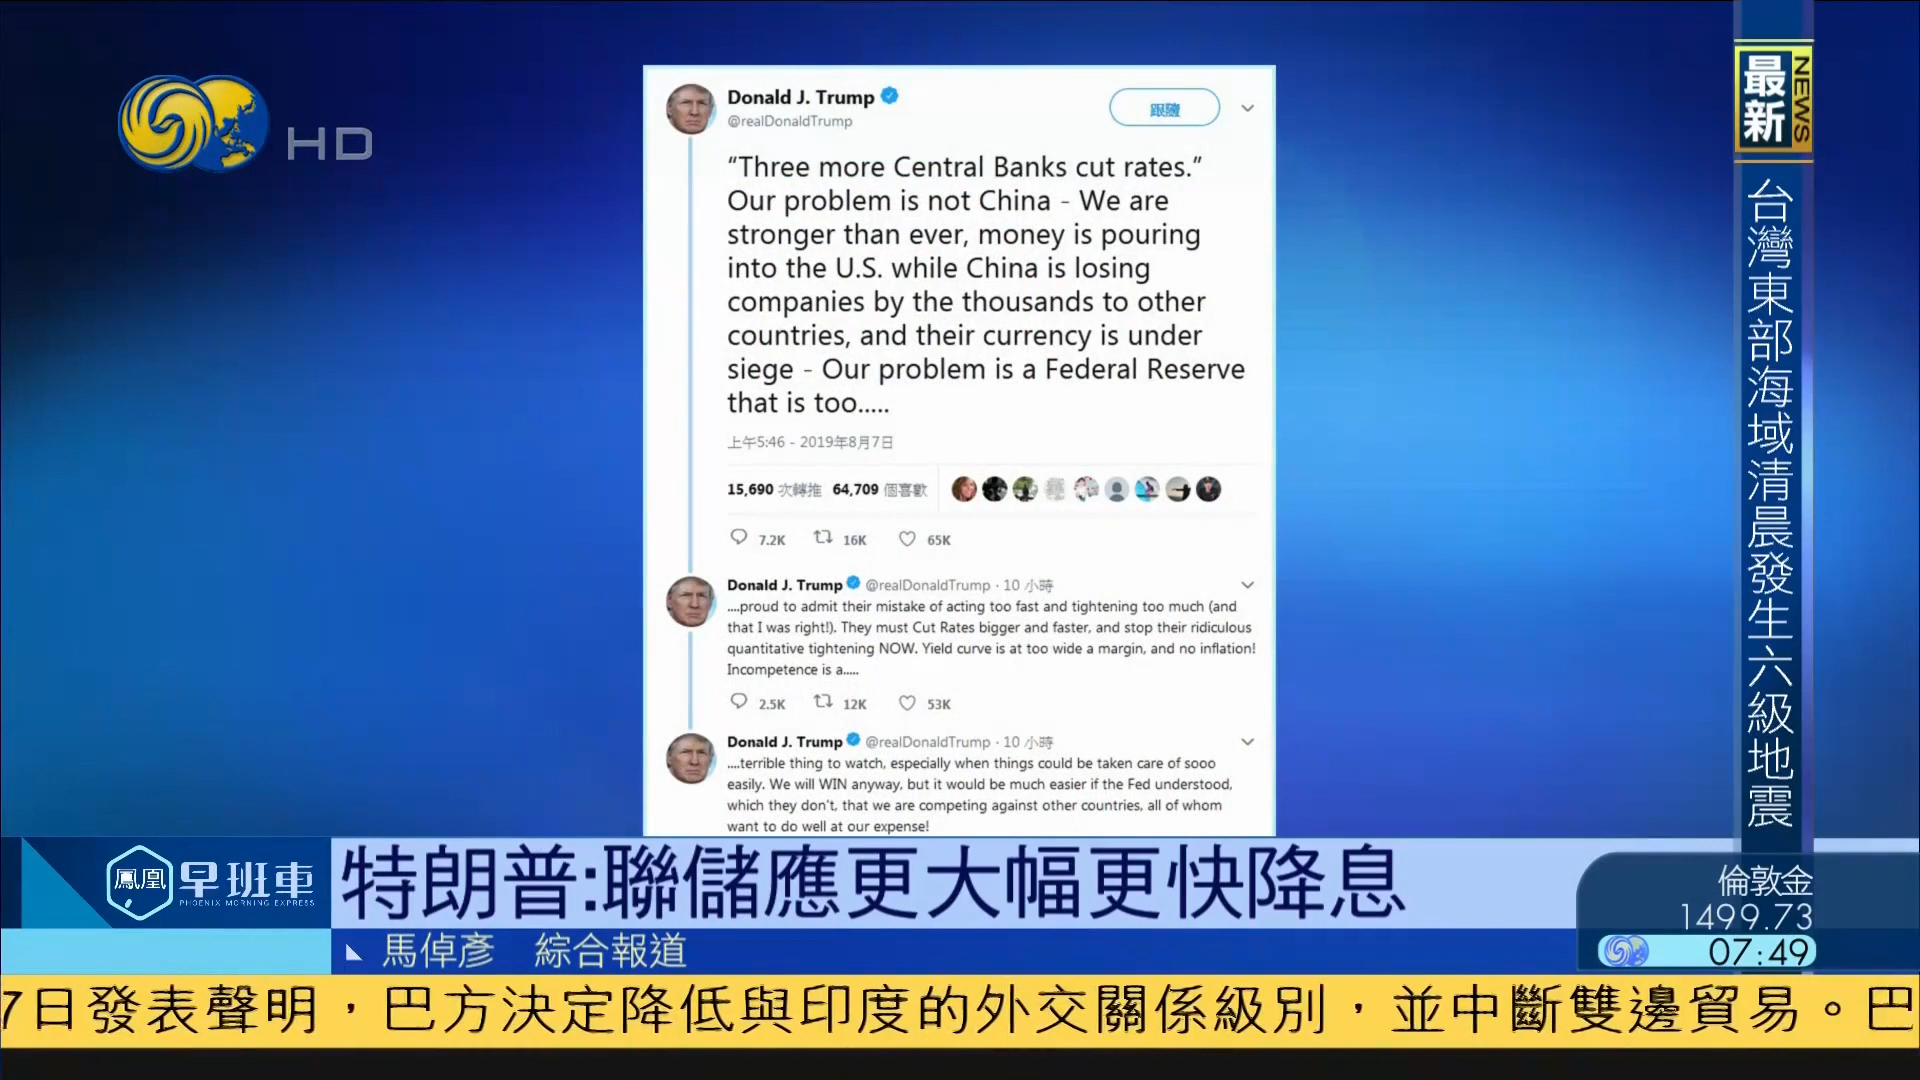 HD
Donald J. Trump
@realDonaldTrump
跟隨
“Three more Central Banks cut rates.”
Our problem is not China - We are
stronger than ever, money is pouring
into the U.S. while China is losing
companies by the thousands to other
countries, and their currency is under
siege - Our problem is a Federal Reserve
that is too.....
上午5:46 - 2019年8月7日
15,690 次轉推 64,709 個喜歡
7.2K 16K 65K
Donald J. Trump @realDonaldTrump · 10 小時
....proud to admit their mistake of acting too fast and tightening too much (and
that I was right!). They must Cut Rates bigger and faster, and stop their ridiculous
quantitative tightening NOW. Yield curve is at too wide a margin, and no inflation!
Incompetence is a.....
2.5K 12K 53K
Donald J. Trump @realDonaldTrump · 10 小時
....terrible thing to watch, especially when things could be taken care of sooo
easily. We will WIN anyway, but it would be much easier if the Fed understood,
which they don't, that we are competing against other countries, all of whom
want to do well at our expense!
最新 NEWS
台灣東部海域清晨發生六級地震
鳳凰 早班車
PHOENIX MORNING EXPRESS
特朗普:聯儲應更大幅更快降息
馬倬彥 綜合報道
倫敦金
1499.73
07:49
7日發表聲明，巴方決定降低與印度的外交關係級別，並中斷雙邊貿易。巴